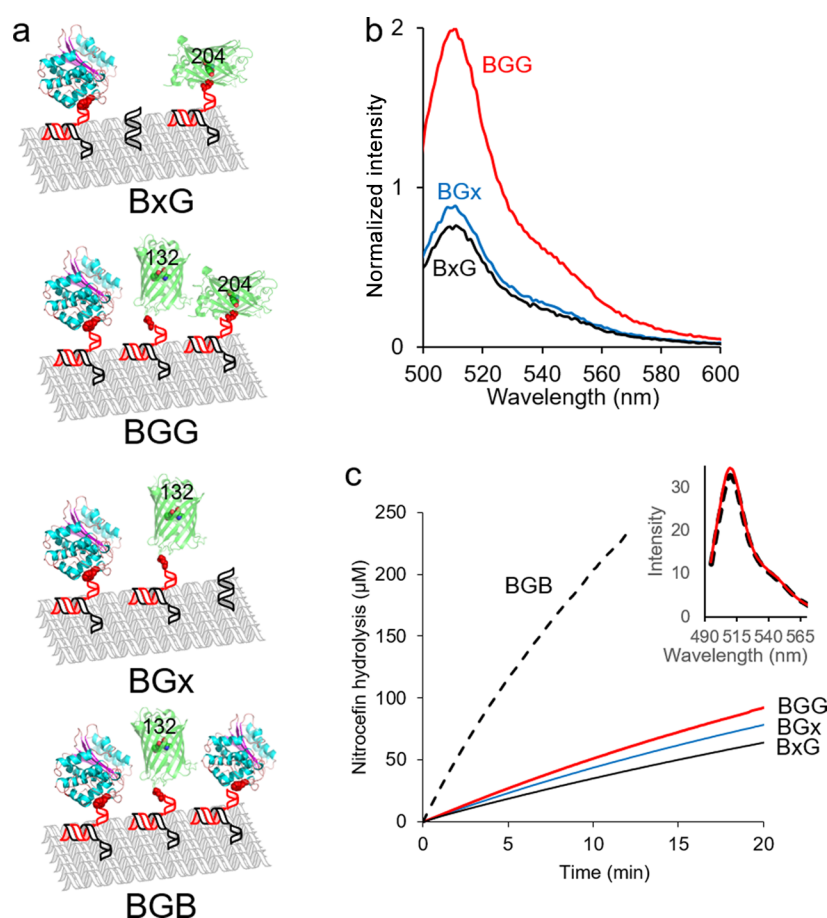 a
204
BxG
132
204
BGG
132
BGx
132
BGB
b
2
1
0
Normalized intensity
BGG
BGx
BxG
500 520 540 560 580 600
Wavelength (nm)
c
250
200
150
100
50
0
Nitrocefin hydrolysis (µM)
BGB
BGG
BGx
BxG
0 5 10 15 20
Time (min)
30
20
10
0
Intensity
490 515 540 565
Wavelength (nm)